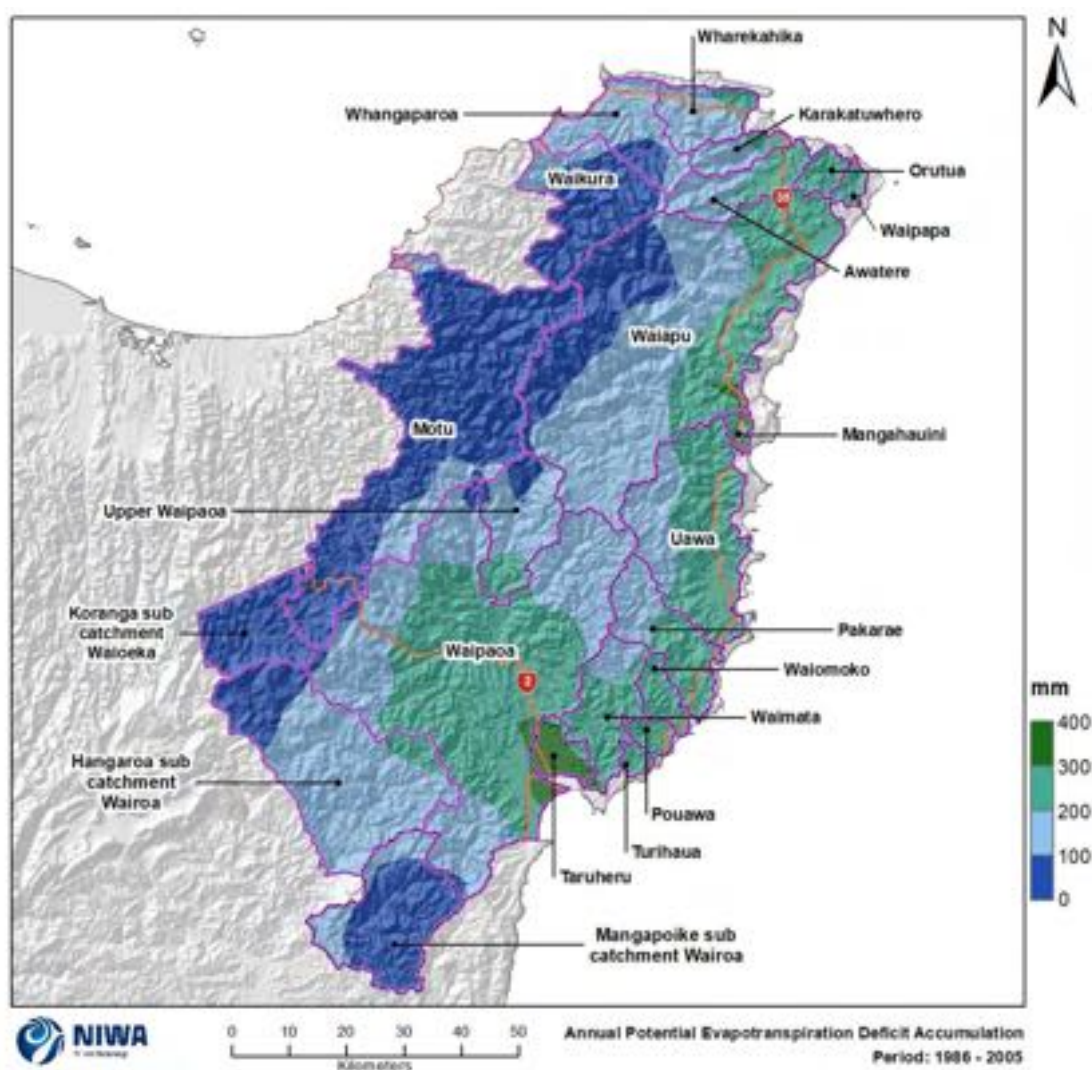 N
Wharekahika
Whangaparoa
Karakatuwhero
Orutua
Waikura
Waipapa
Awatere
Waiapu
Motu
Mangahauini
Upper Waipaoa
Uawa
Koranga sub
catchment
Waioeka
Pakarae
Waipaoa
Waiomoko
2
mm
Waimata
400
300
Hangaroa sub
catchment
Wairoa
200
Pouawa
100
Turihaua
Taruheru
0
Mangapoike sub
catchment Wairoa
NIWA
0 10 20 30 40 50
Kilometers
Annual Potential Evapotranspiration Deficit Accumulation
Period: 1986 - 2005